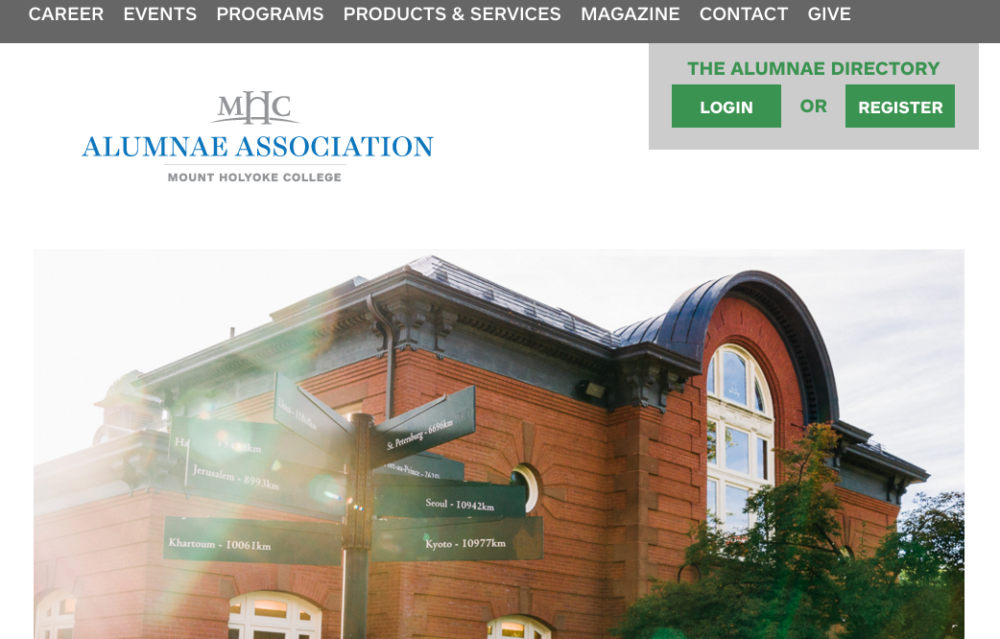 CAREER EVENTS PROGRAMS PRODUCTS & SERVICES MAGAZINE CONTACT GIVE
THE ALUMNAE DIRECTORY
LOGIN OR REGISTER
MHC
ALUMNAE ASSOCIATION
MOUNT HOLYOKE COLLEGE
St. Petersburg - 6696km
Jerusalem - 8993km
Seoul - 10942km
Khartoum - 10061km
Kyoto - 10977km